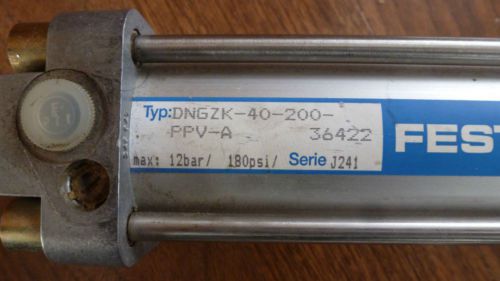 Typ:DNGZK-40-200-
PPV-A 36422
max: 12bar/ 180psi/ Serie J241
FEST